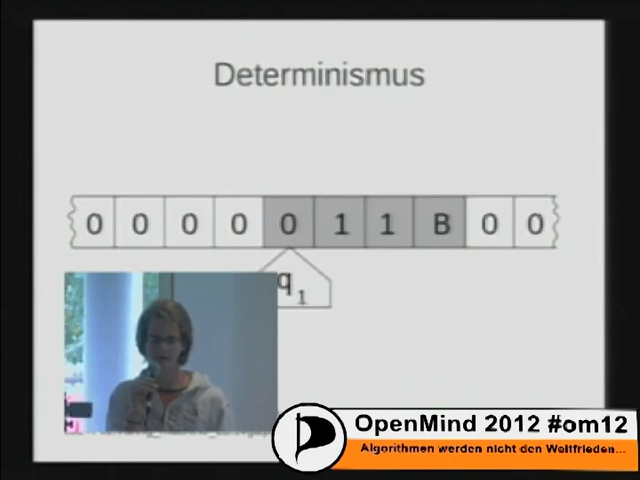 Determinismus
0 0 0 0 0 1 1 B 0 0
q1
OpenMind 2012 #om12
Algorithmen werden nicht den Weltfrieden...